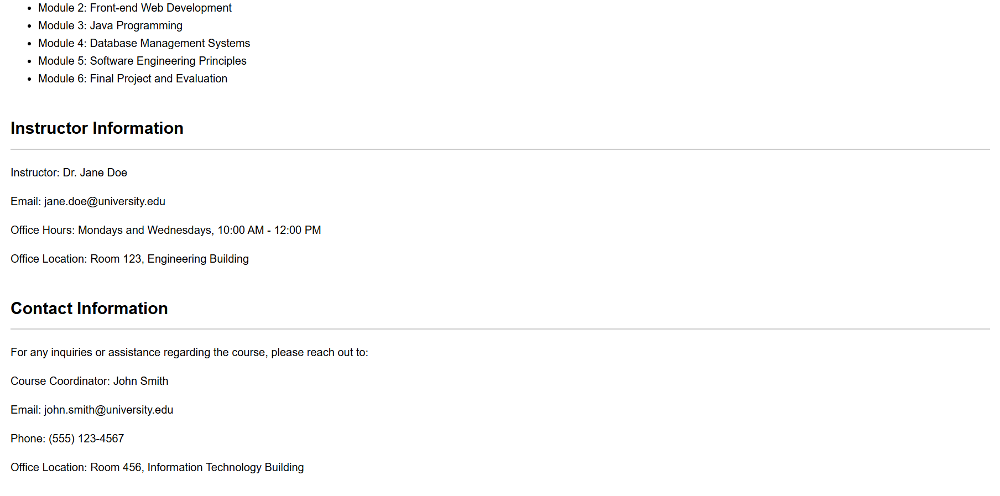 • Module 2: Front-end Web Development
• Module 3: Java Programming
• Module 4: Database Management Systems
• Module 5: Software Engineering Principles
• Module 6: Final Project and Evaluation
Instructor Information
Instructor: Dr. Jane Doe
Email: jane.doe@university.edu
Office Hours: Mondays and Wednesdays, 10:00 AM - 12:00 PM
Office Location: Room 123, Engineering Building
Contact Information
For any inquiries or assistance regarding the course, please reach out to:
Course Coordinator: John Smith
Email: john.smith@university.edu
Phone: (555) 123-4567
Office Location: Room 456, Information Technology Building